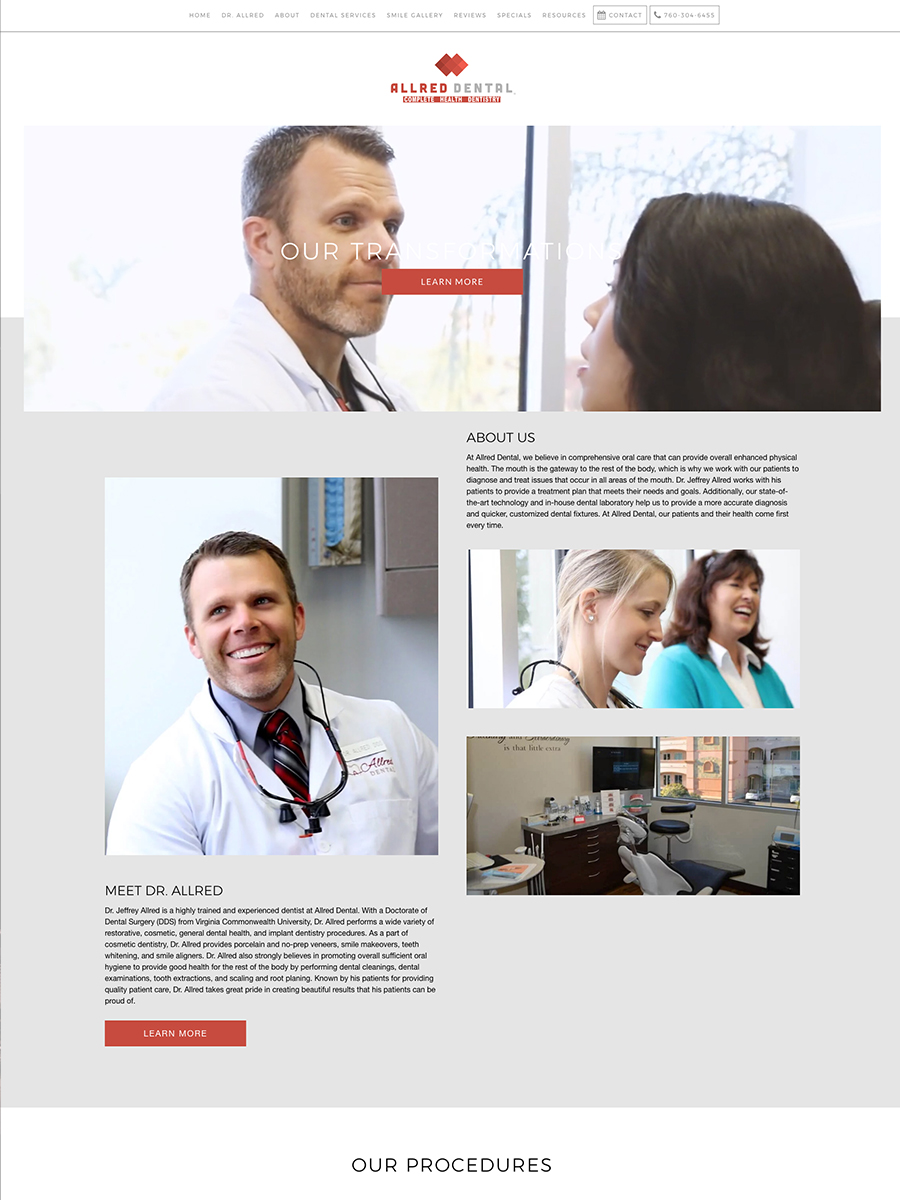 HOME DR. ALLRED ABOUT DENTAL SERVICES SMILE GALLERY REVIEWS SPECIALS RESOURCES CONTACT 760-304-6455
ALLRED DENTAL
COMPLETE HEALTH DENTISTRY
OUR TRANSFORMATIONS
LEARN MORE
ABOUT US
At Allred Dental, we believe in comprehensive oral care that can provide overall enhanced physical
health. The mouth is the gateway to the rest of the body, which is why we work with our patients to
diagnose and treat issues that occur in all areas of the mouth. Dr. Jeffrey Allred works with his
patients to provide a treatment plan that meets their needs and goals. Additionally, our state-of-
the-art technology and in-house dental laboratory help us to provide a more accurate diagnosis
and quicker, customized dental fixtures. At Allred Dental, our patients and their health come first
every time.
is that little extra
Allred
DENTAL
MEET DR. ALLRED
Dr. Jeffrey Allred is a highly trained and experienced dentist at Allred Dental. With a Doctorate of
Dental Surgery (DDS) from Virginia Commonwealth University, Dr. Allred performs a wide variety of
restorative, cosmetic, general dental health, and implant dentistry procedures. As a part of
cosmetic dentistry, Dr. Allred provides porcelain and no-prep veneers, smile makeovers, teeth
whitening, and smile aligners. Dr. Allred also strongly believes in promoting overall sufficient oral
hygiene to provide good health for the rest of the body by performing dental cleanings, dental
examinations, tooth extractions, and scaling and root planing. Known by his patients for providing
quality patient care, Dr. Allred takes great pride in creating beautiful results that his patients can be
proud of.
LEARN MORE
OUR PROCEDURES